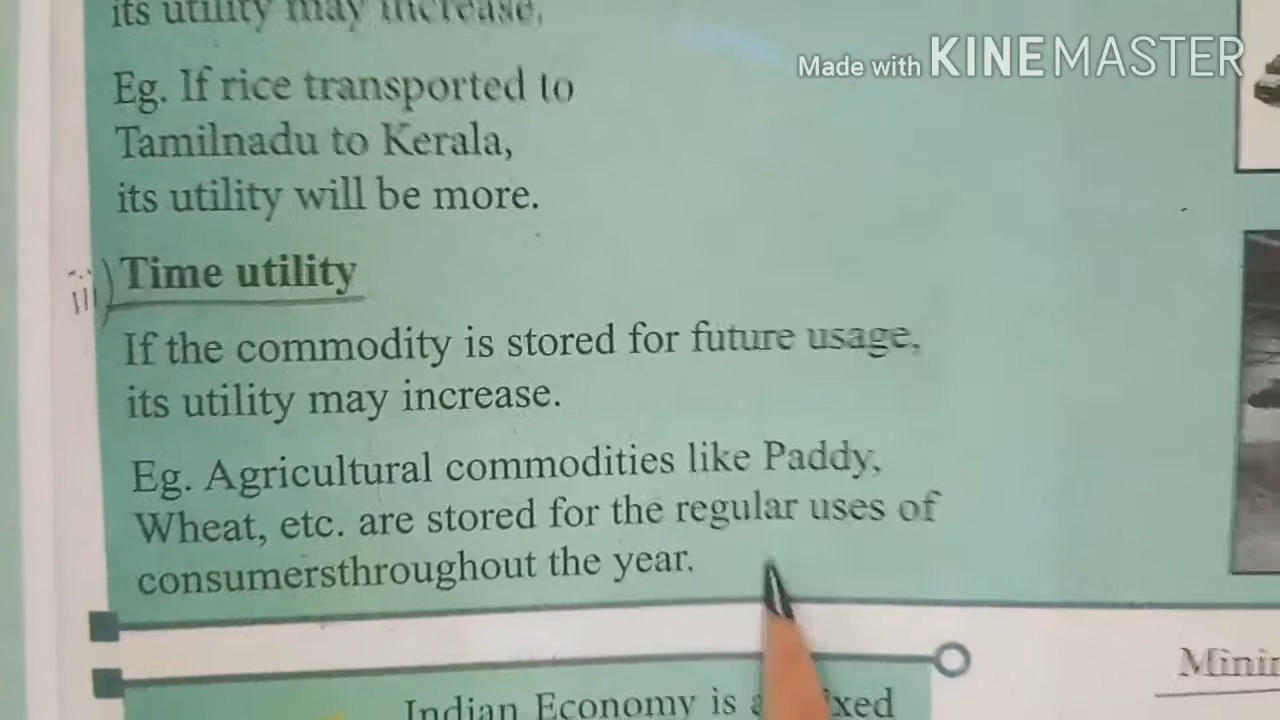 its utility may increase.
Made with KINEMASTER
Eg. If rice transported to
Tamilnadu to Kerala,
its utility will be more.
iii) Time utility
If the commodity is stored for future usage,
its utility may increase.
Eg. Agricultural commodities like Paddy,
Wheat, etc. are stored for the regular uses of
consumersthroughout the year.
Indian Economy is a